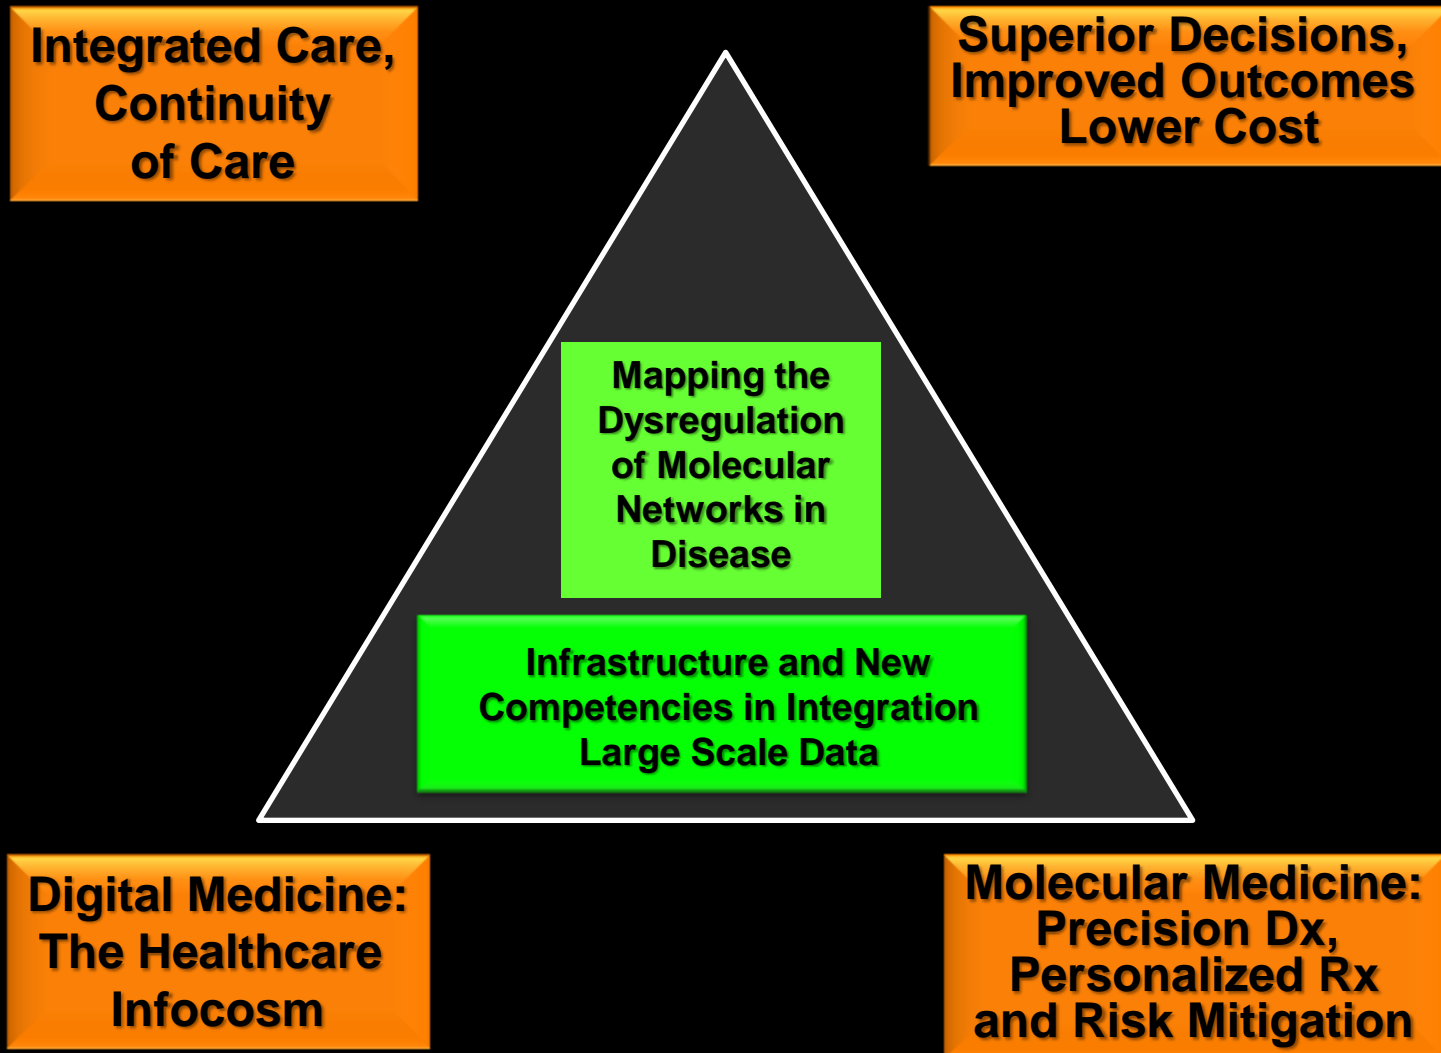 Integrated Care,
Continuity
of Care
Superior Decisions,
Improved Outcomes
Lower Cost
Mapping the
Dysregulation
of Molecular
Networks in
Disease
Infrastructure and New
Competencies in Integration
Large Scale Data
Digital Medicine:
The Healthcare
Infocosm
Molecular Medicine:
Precision Dx,
Personalized Rx
and Risk Mitigation